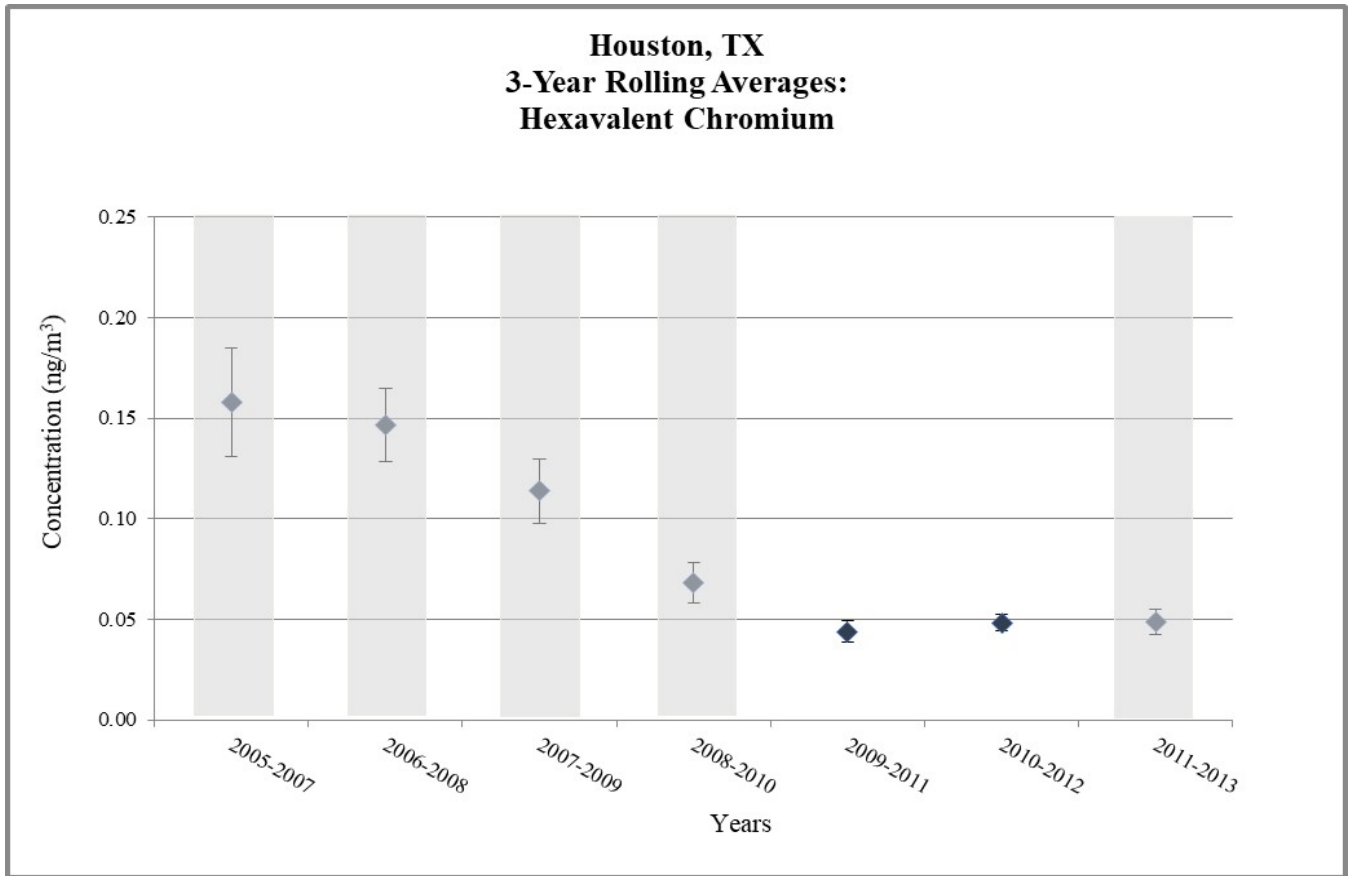 Houston, TX
3-Year Rolling Averages:
Hexavalent Chromium
Concentration (ng/m³)
0.25
0.20
0.15
0.10
0.05
0.00
2005-2007
2006-2008
2007-2009
2008-2010
2009-2011
2010-2012
2011-2013
Years